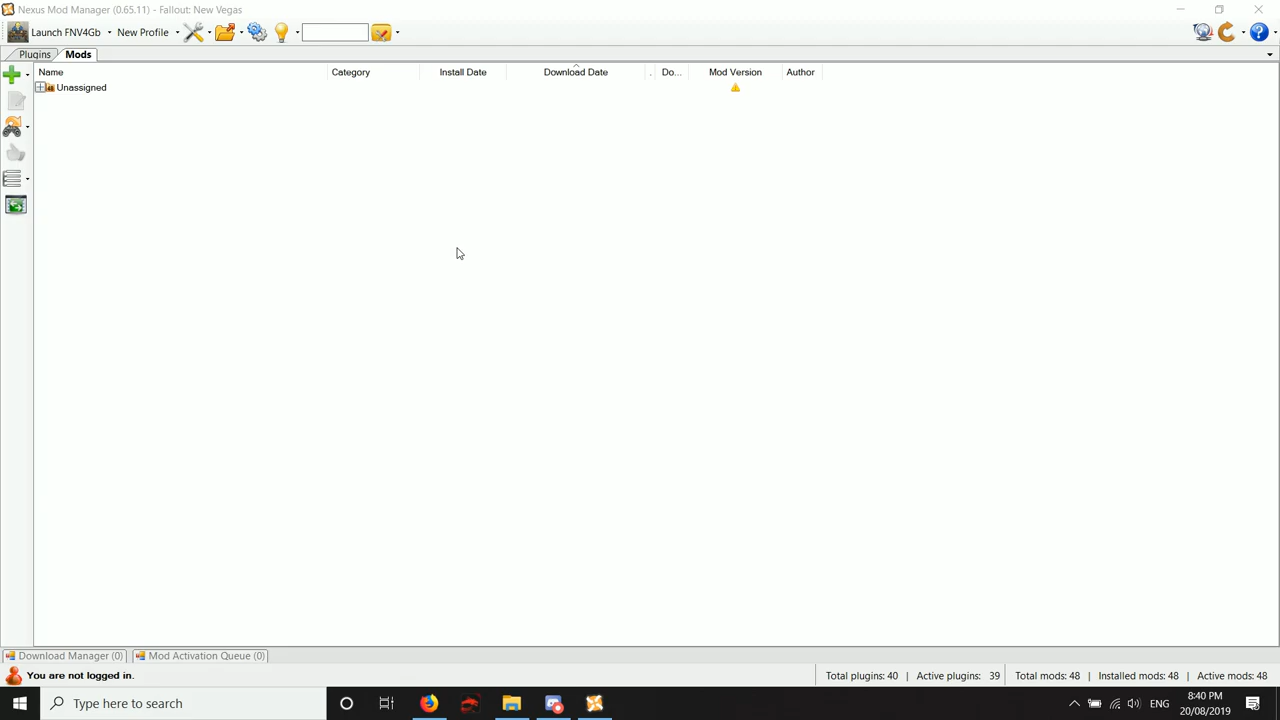 Nexus Mod Manager (0.65.11) - Fallout: New Vegas
Launch FNV4Gb New Profile
Plugins Mods
Name Category Install Date Download Date . Do... Mod Version Author
Unassigned
Download Manager (0) Mod Activation Queue (0)
You are not logged in. Total plugins: 40 | Active plugins: 39 Total mods: 48 | Installed mods: 48 | Active mods: 48
Type here to search ENG 8:40 PM
20/08/2019